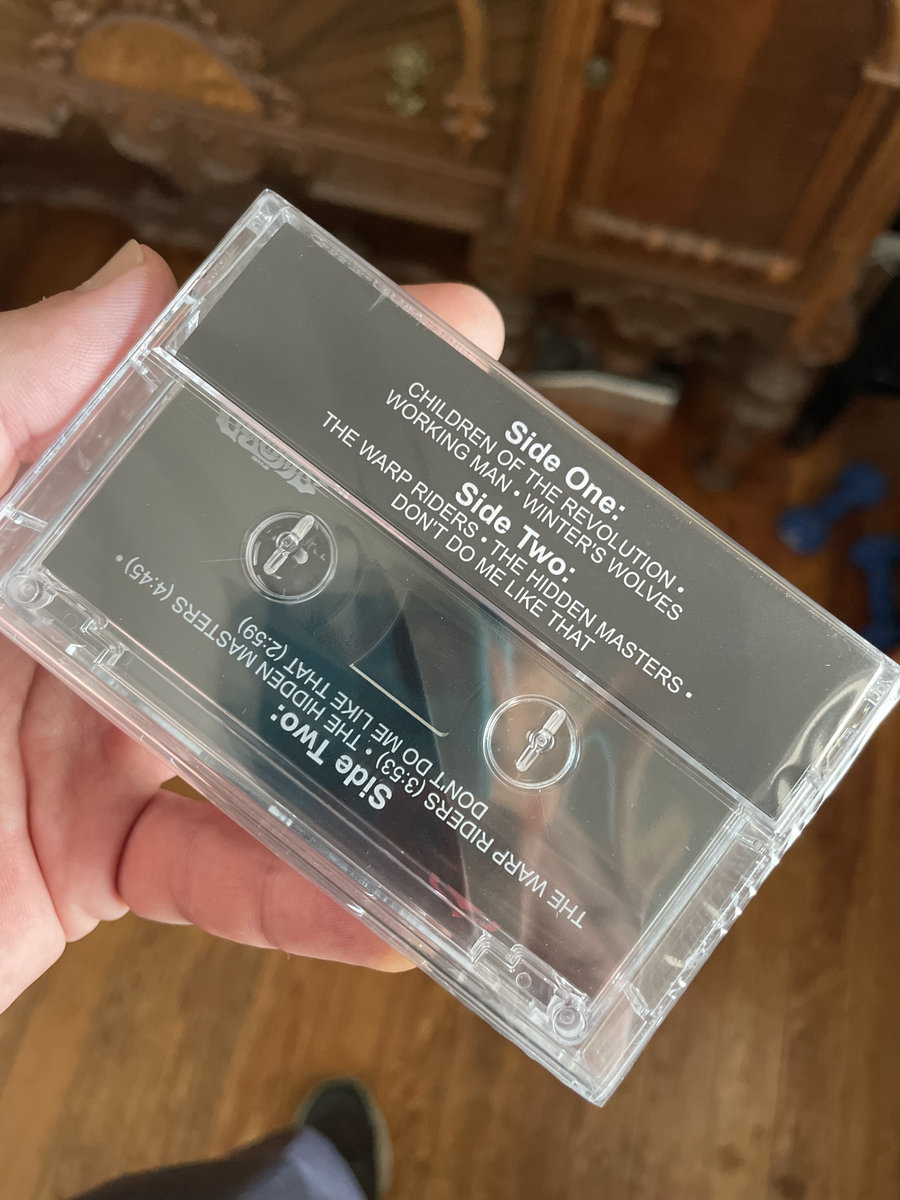 Side One:
CHILDREN OF THE REVOLUTION •
WORKING MAN • WINTER'S WOLVES
Side Two:
THE WARP RIDERS • THE HIDDEN MASTERS •
DON'T DO ME LIKE THAT
Side Two:
THE WARP RIDERS (3:53) • THE HIDDEN MASTERS (4:45) •
DON'T DO ME LIKE THAT (2:59)